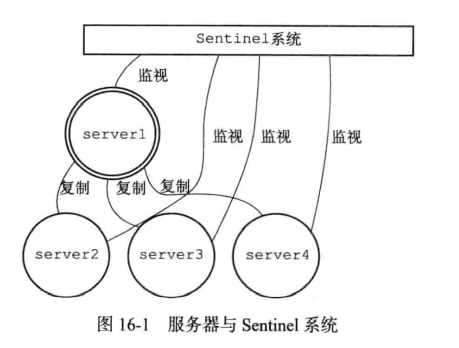 Sentinel系统
监视
server1
监视
监视
监视
复制
复制
复制
server2
server3
server4
图 16-1 服务器与 Sentinel 系统